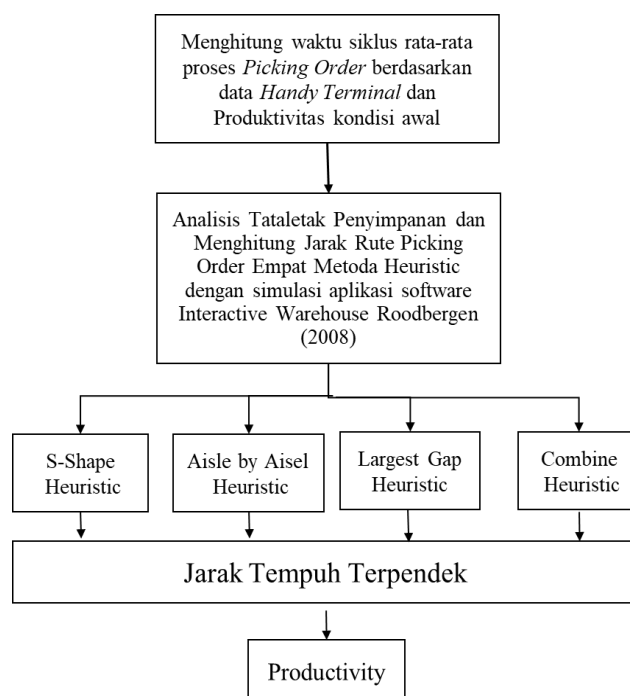 Menghitung waktu siklus rata-rata
proses Picking Order berdasarkan
data Handy Terminal dan
Produktivitas kondisi awal
Analisis Tataletak Penyimpanan dan
Menghitung Jarak Rute Picking
Order Empat Metoda Heuristic
dengan simulasi aplikasi software
Interactive Warehouse Roodbergen
(2008)
S-Shape
Heuristic
Aisle by Aisel
Heuristic
Largest Gap
Heuristic
Combine
Heuristic
Jarak Tempuh Terpendek
Productivity